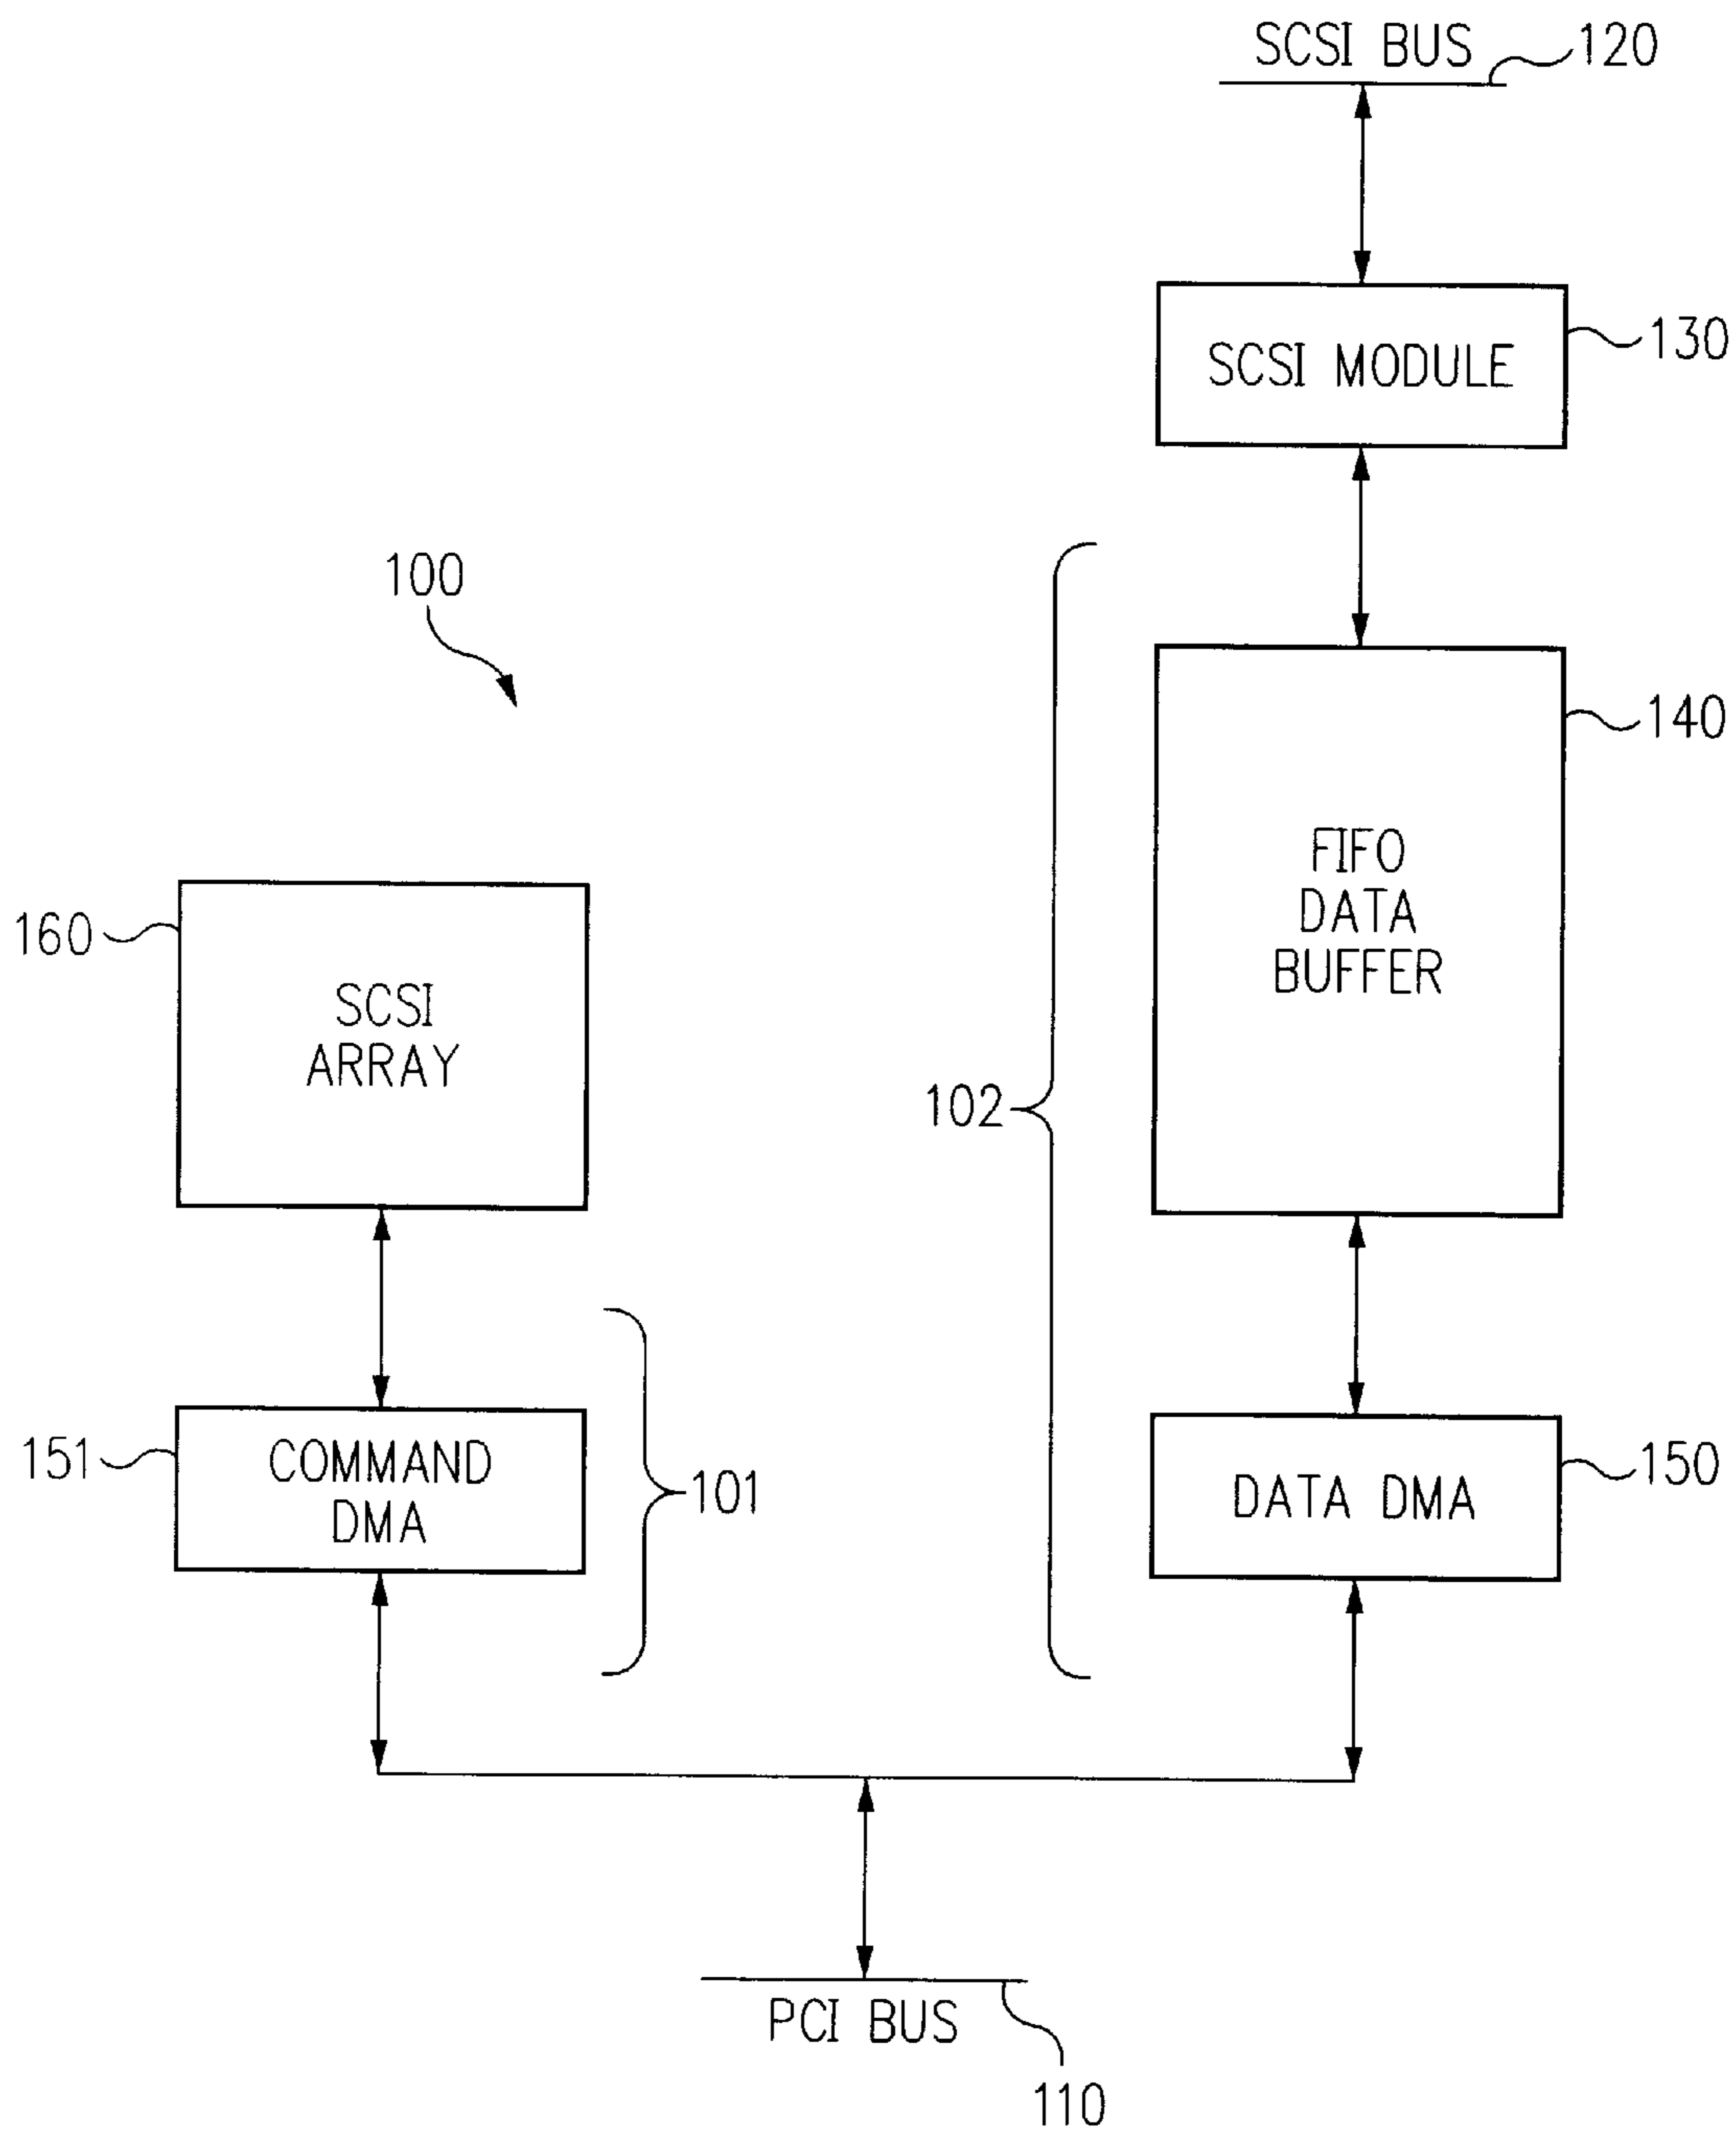 SCSI BUS
120
SCSI MODULE
130
100
140
FIFO
DATA
BUFFER
160
SCSI
ARRAY
102
151
COMMAND
DMA
101
DATA DMA
150
PCI BUS
110